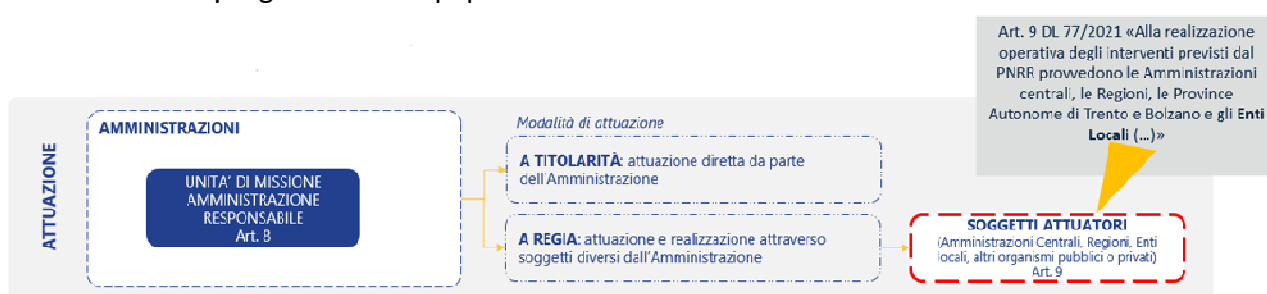 Art. 9 DL 77/2021 «Alla realizzazione
operativa degli interventi previsti dal
PNRR provvedono le Amministrazioni
centrali, le Regioni, le Province
Autonome di Trento e Bolzano e gli Enti
Locali (...)»
ATTUAZIONE
AMMINISTRAZIONI
UNITA' DI MISSIONE
AMMINISTRAZIONE
RESPONSABILE
Art. 8
Modalità di attuazione
A TITOLARITÀ: attuazione diretta da parte
dell'Amministrazione
A REGIA: attuazione e realizzazione attraverso
soggetti diversi dall'Amministrazione
SOGGETTI ATTUATORI
(Amministrazioni Centrali, Regioni, Enti
locali, altri organismi pubblici o privati)
Art. 9